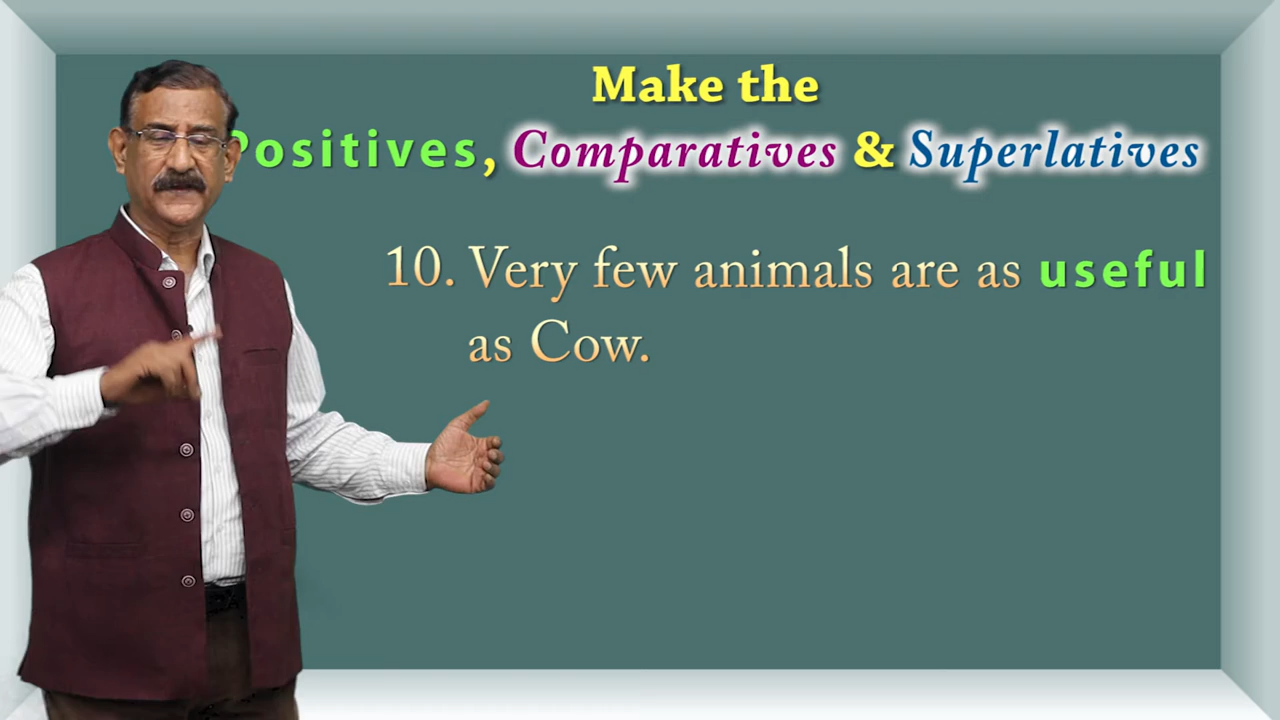 Make the
Positives, Comparatives & Superlatives
10. Very few animals are as useful
as Cow.